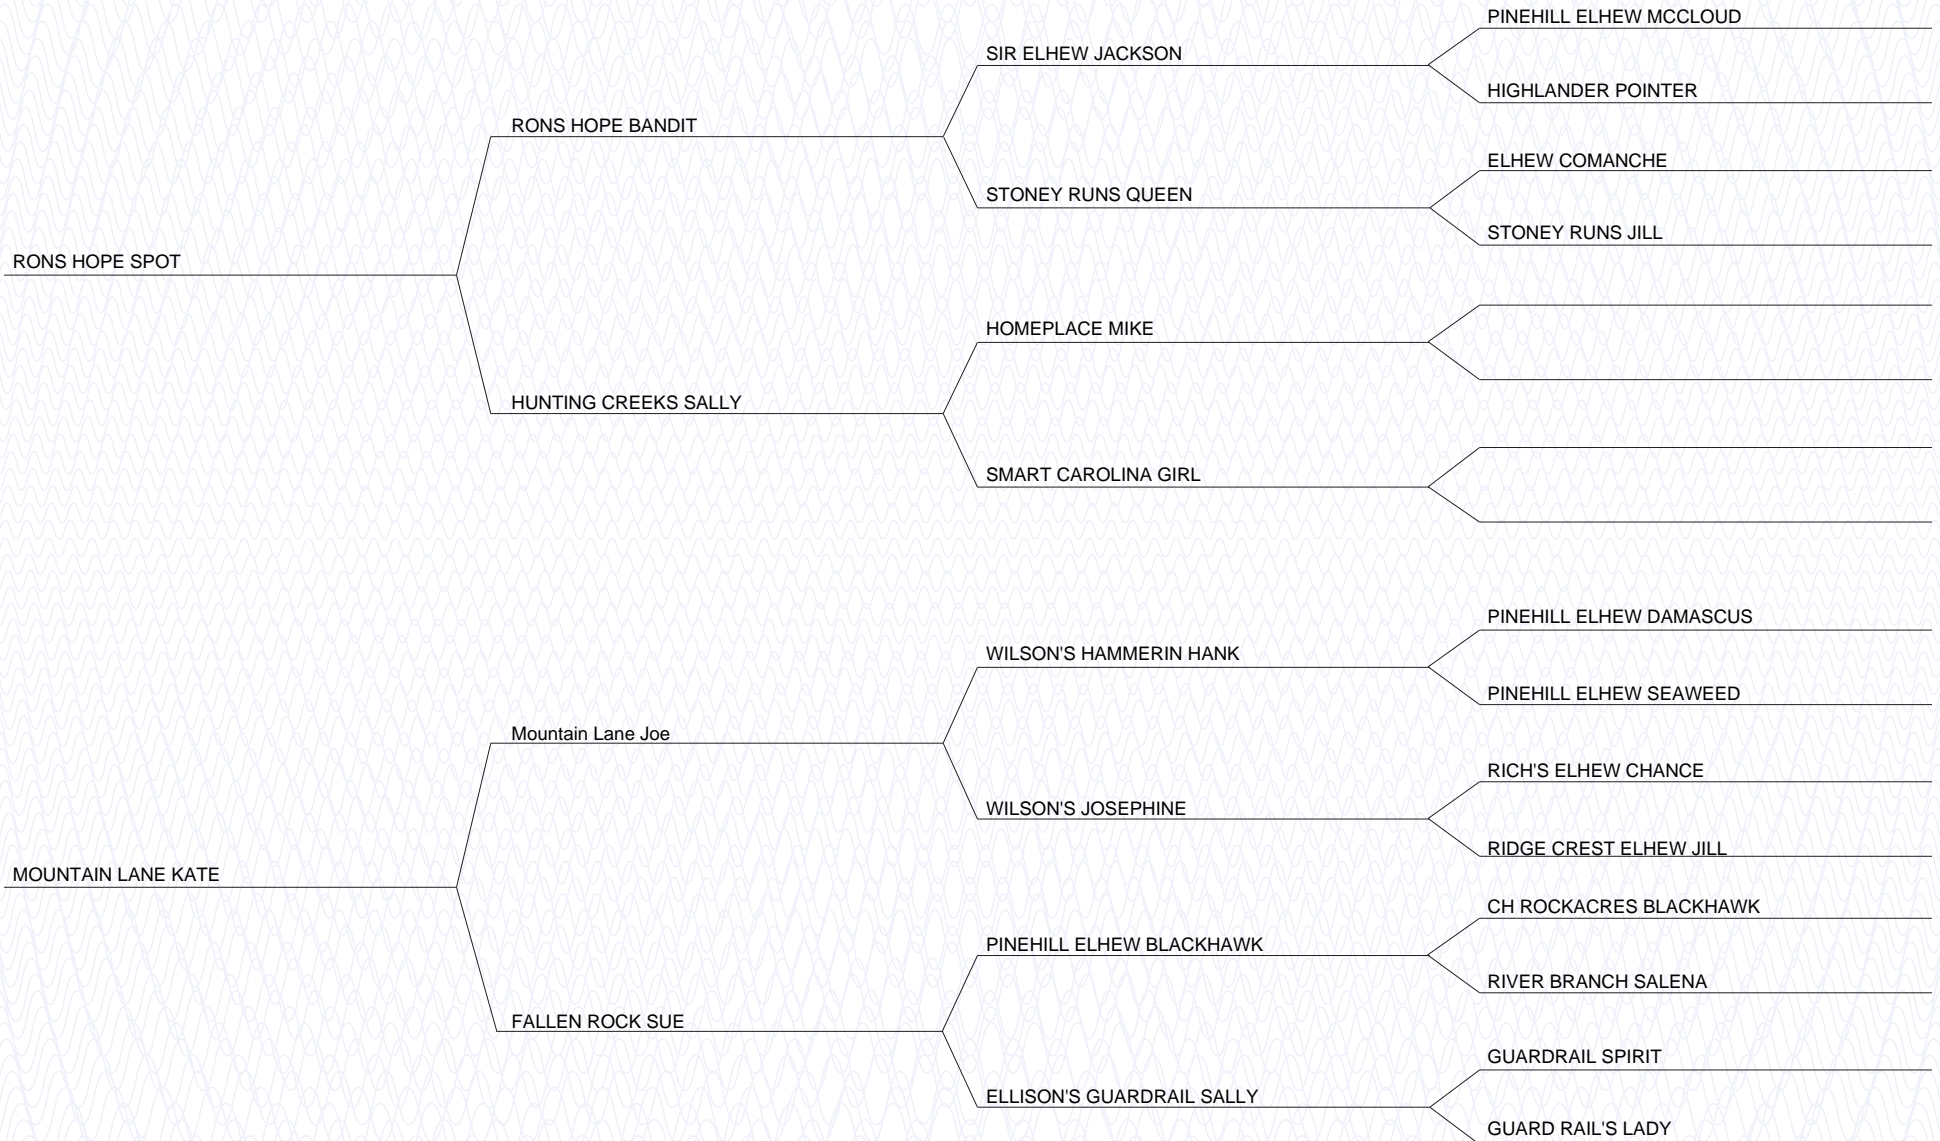 PINEHILL ELHEW MCCLOUD
SIR ELHEW JACKSON
HIGHLANDER POINTER
RONS HOPE BANDIT
ELHEW COMANCHE
STONEY RUNS QUEEN
STONEY RUNS JILL
RONS HOPE SPOT
HOMEPLACE MIKE
HUNTING CREEKS SALLY
SMART CAROLINA GIRL
PINEHILL ELHEW DAMASCUS
WILSON'S HAMMERIN HANK
PINEHILL ELHEW SEAWEED
Mountain Lane Joe
RICH'S ELHEW CHANCE
WILSON'S JOSEPHINE
RIDGE CREST ELHEW JILL
MOUNTAIN LANE KATE
CH ROCKACRES BLACKHAWK
PINEHILL ELHEW BLACKHAWK
RIVER BRANCH SALENA
FALLEN ROCK SUE
GUARDRAIL SPIRIT
ELLISON'S GUARDRAIL SALLY
GUARD RAIL'S LADY